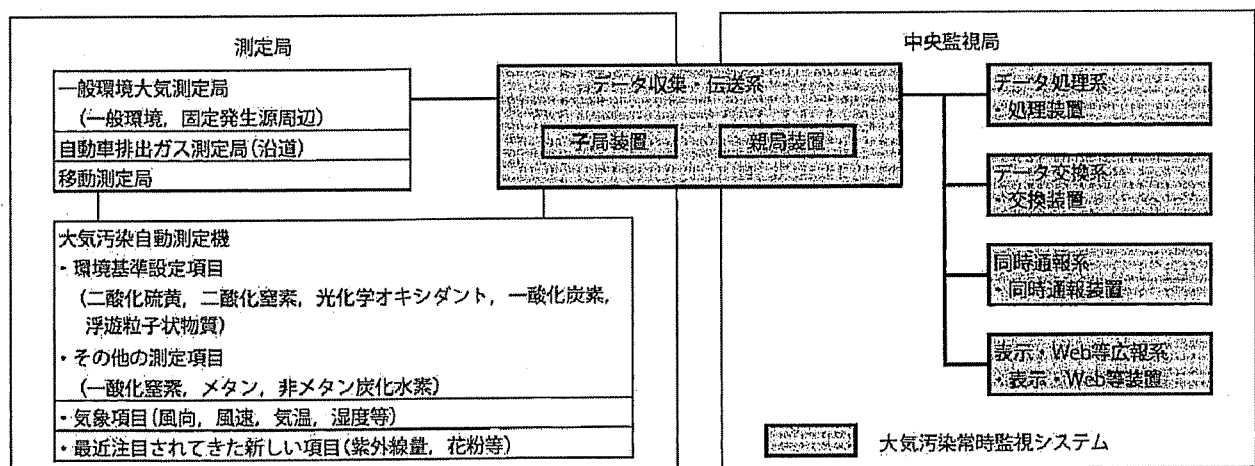 測定局
一般環境大気測定局
(一般環境, 固定発生源周辺)
自動車排出ガス測定局(沿道)
移動測定局
大気汚染自動測定機
・環境基準設定項目
(二酸化硫黄, 二酸化窒素, 光化学オキシダント, 一酸化炭素,
浮遊粒子状物質)
・その他の測定項目
(一酸化窒素, メタン, 非メタン炭化水素)
・気象項目(風向, 風速, 気温, 湿度等)
・最近注目されてきた新しい項目(紫外線量, 花粉等)
データ収集・伝送系
子局装置
親局装置
中央監視局
データ処理系
・処理装置
データ交換系
・交換装置
同時通報系
・同時通報装置
表示・Web等広報系
・表示・Web等装置
大気汚染常時監視システム